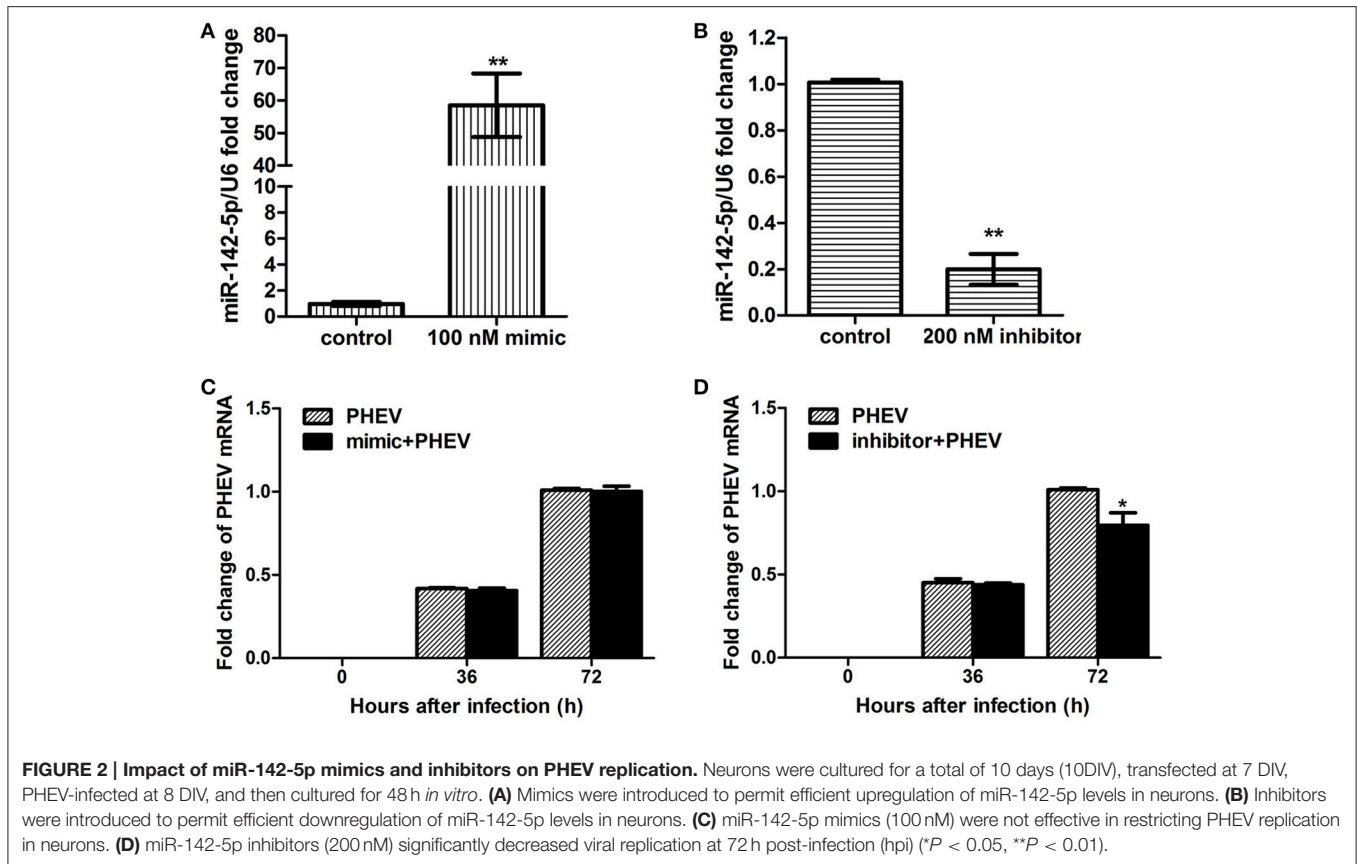 A
miR-142-5p/U6 fold change
80
70
60
50
40
10
8
6
4
2
0
**
control
100 nM mimic
B
miR-142-5p/U6 fold change
1.2
1.0
0.8
0.6
0.4
0.2
0.0
**
control
200 nM inhibitor
C
Fold change of PHEV mRNA
1.5
1.0
0.5
0.0
PHEV
mimic+PHEV
0
36
72
Hours after infection (h)
D
Fold change of PHEV mRNA
1.5
1.0
0.5
0.0
PHEV
inhibitor+PHEV
*
0
36
72
Hours after infection (h)
FIGURE 2 | Impact of miR-142-5p mimics and inhibitors on PHEV replication. Neurons were cultured for a total of 10 days (10DIV), transfected at 7 DIV,
PHEV-infected at 8 DIV, and then cultured for 48 h in vitro. (A) Mimics were introduced to permit efficient upregulation of miR-142-5p levels in neurons. (B) Inhibitors
were introduced to permit efficient downregulation of miR-142-5p levels in neurons. (C) miR-142-5p mimics (100 nM) were not effective in restricting PHEV replication
in neurons. (D) miR-142-5p inhibitors (200 nM) significantly decreased viral replication at 72 h post-infection (hpi) (*P < 0.05, **P < 0.01).